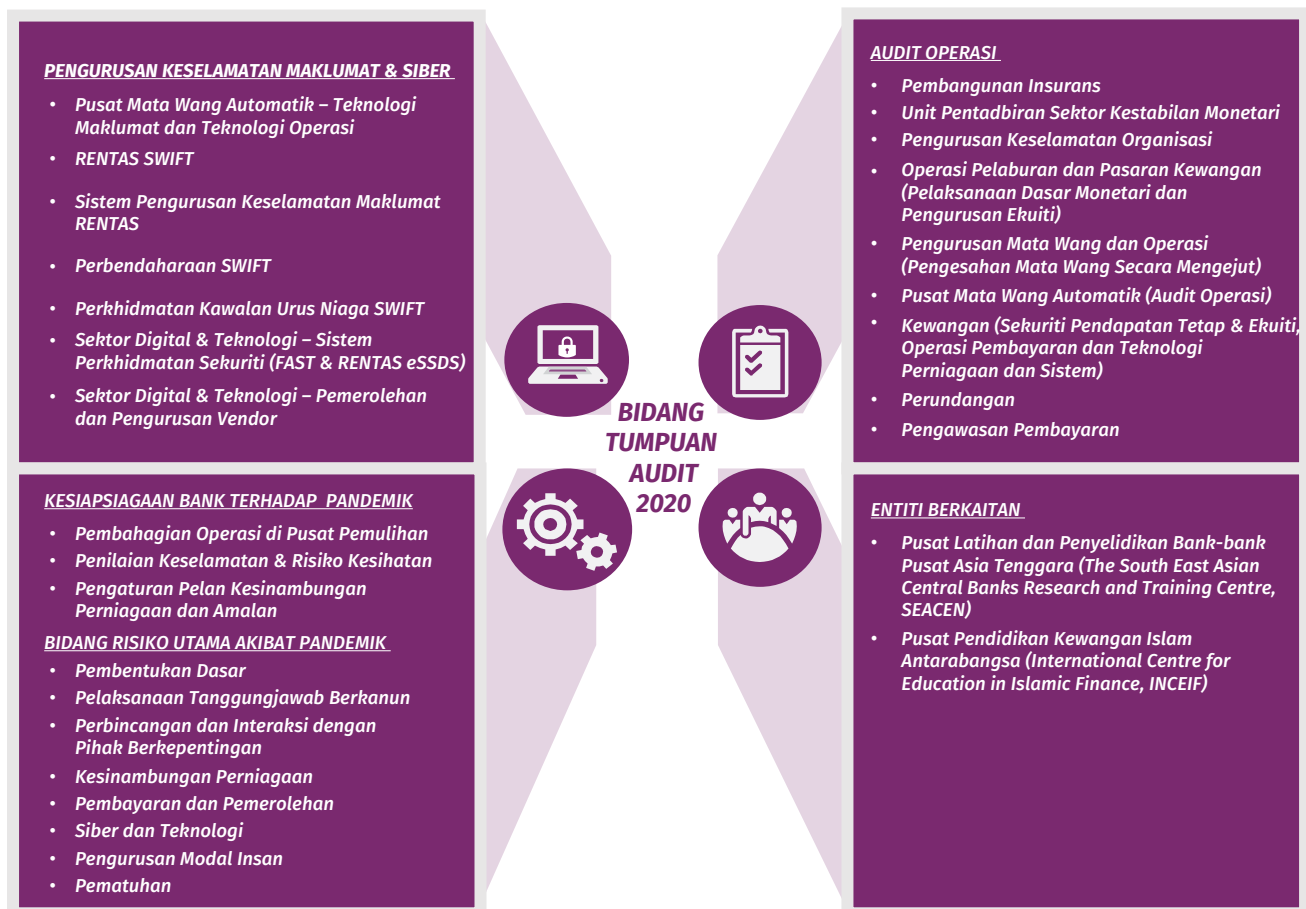 PENGURUSAN KESELAMATAN MAKLUMAT & SIBER
• Pusat Mata Wang Automatik – Teknologi
Maklumat dan Teknologi Operasi
• RENTAS SWIFT
• Sistem Pengurusan Keselamatan Maklumat
RENTAS
• Perbendaharaan SWIFT
• Perkhidmatan Kawalan Urus Niaga SWIFT
• Sektor Digital & Teknologi – Sistem
Perkhidmatan Sekuriti (FAST & RENTAS eSSDS)
• Sektor Digital & Teknologi – Pemerolehan
dan Pengurusan Vendor
KESIAPSIAGAAN BANK TERHADAP PANDEMIK
• Pembahagian Operasi di Pusat Pemulihan
• Penilaian Keselamatan & Risiko Kesihatan
• Pengaturan Pelan Kesinambungan
Perniagaan dan Amalan
BIDANG RISIKO UTAMA AKIBAT PANDEMIK
• Pembentukan Dasar
• Pelaksanaan Tanggungjawab Berkanun
• Perbincangan dan Interaksi dengan
Pihak Berkepentingan
• Kesinambungan Perniagaan
• Pembayaran dan Pemerolehan
• Siber dan Teknologi
• Pengurusan Modal Insan
• Pematuhan
BIDANG
TUMPUAN
AUDIT
2020
AUDIT OPERASI
• Pembangunan Insurans
• Unit Pentadbiran Sektor Kestabilan Monetari
• Pengurusan Keselamatan Organisasi
• Operasi Pelaburan dan Pasaran Kewangan
(Pelaksanaan Dasar Monetari dan
Pengurusan Ekuiti)
• Pengurusan Mata Wang dan Operasi
(Pengesahan Mata Wang Secara Mengejut)
• Pusat Mata Wang Automatik (Audit Operasi)
• Kewangan (Sekuriti Pendapatan Tetap & Ekuiti,
Operasi Pembayaran dan Teknologi
Perniagaan dan Sistem)
• Perundangan
• Pengawasan Pembayaran
ENTITI BERKAITAN
• Pusat Latihan dan Penyelidikan Bank-bank
Pusat Asia Tenggara (The South East Asian
Central Banks Research and Training Centre,
SEACEN)
• Pusat Pendidikan Kewangan Islam
Antarabangsa (International Centre for
Education in Islamic Finance, INCEIF)